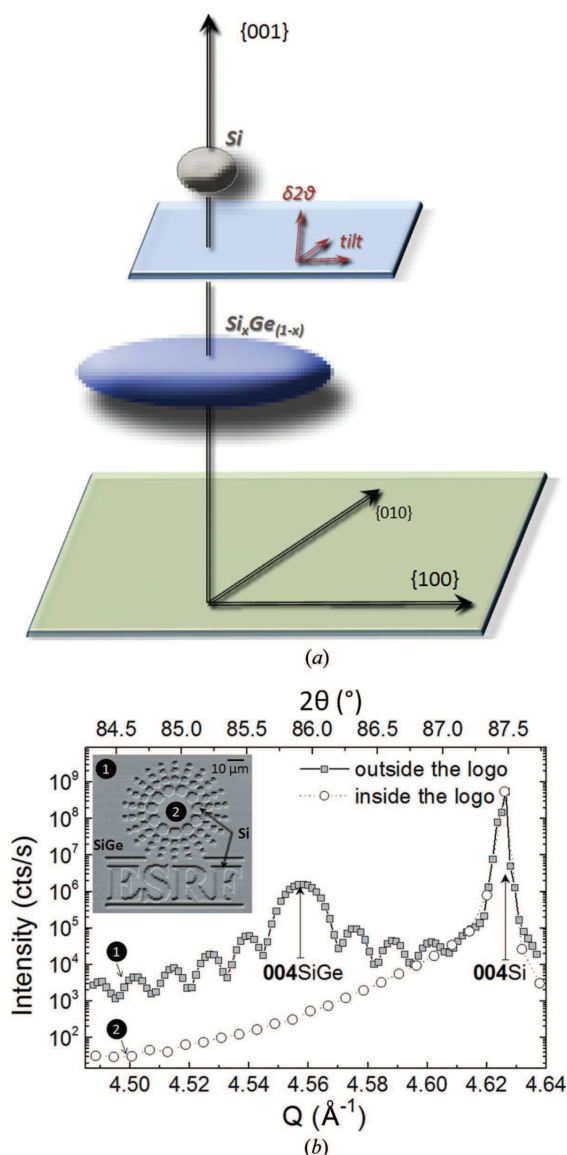 {001}
Si
δ2ϑ
tilt
SixGe(1-x)
{010}
{100}
(a)
2θ (°)
84.5 85.0 85.5 86.0 86.5 87.0 87.5
1
10 µm
outside the logo
inside the logo
2
Si
SiGe
ESRF
10⁹
10⁸
10⁷
10⁶
10⁵
10⁴
10³
10²
Intensity (cts/s)
1
2
004SiGe
004Si
4.50 4.52 4.54 4.56 4.58 4.60 4.62 4.64
Q (Å⁻¹)
(b)